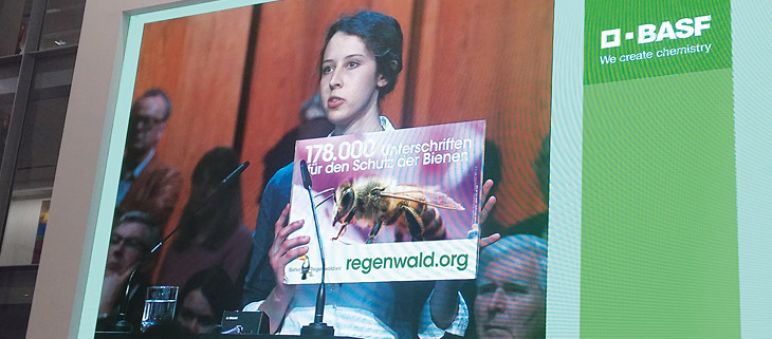 BASF
We create chemistry
178.000 Unterschriften
für den Schutz der Bienen
regenwald.org